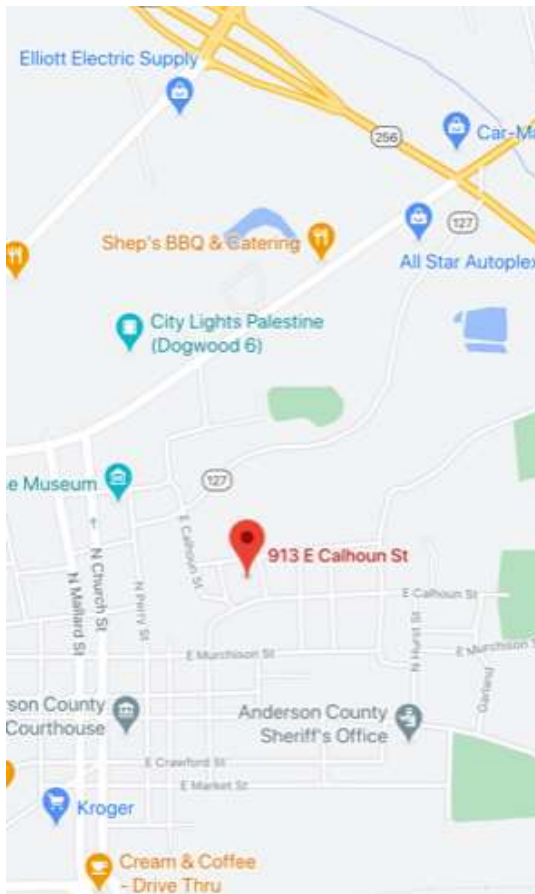 Elliott Electric Supply
256
Car-Ma
127
Shep's BBQ & Catering
All Star Autoplex
City Lights Palestine
(Dogwood 6)
e Museum
127
E Calhoun St
913 E Calhoun St
N Church St
N Mallard St
N Perry St
E Calhoun St
N Hurst St
E Murchison St
E Murchison S
Garland
rson County
Courthouse
Anderson County
Sheriff's Office
E Crawford St
E Market St
Kroger
Cream & Coffee
- Drive Thru